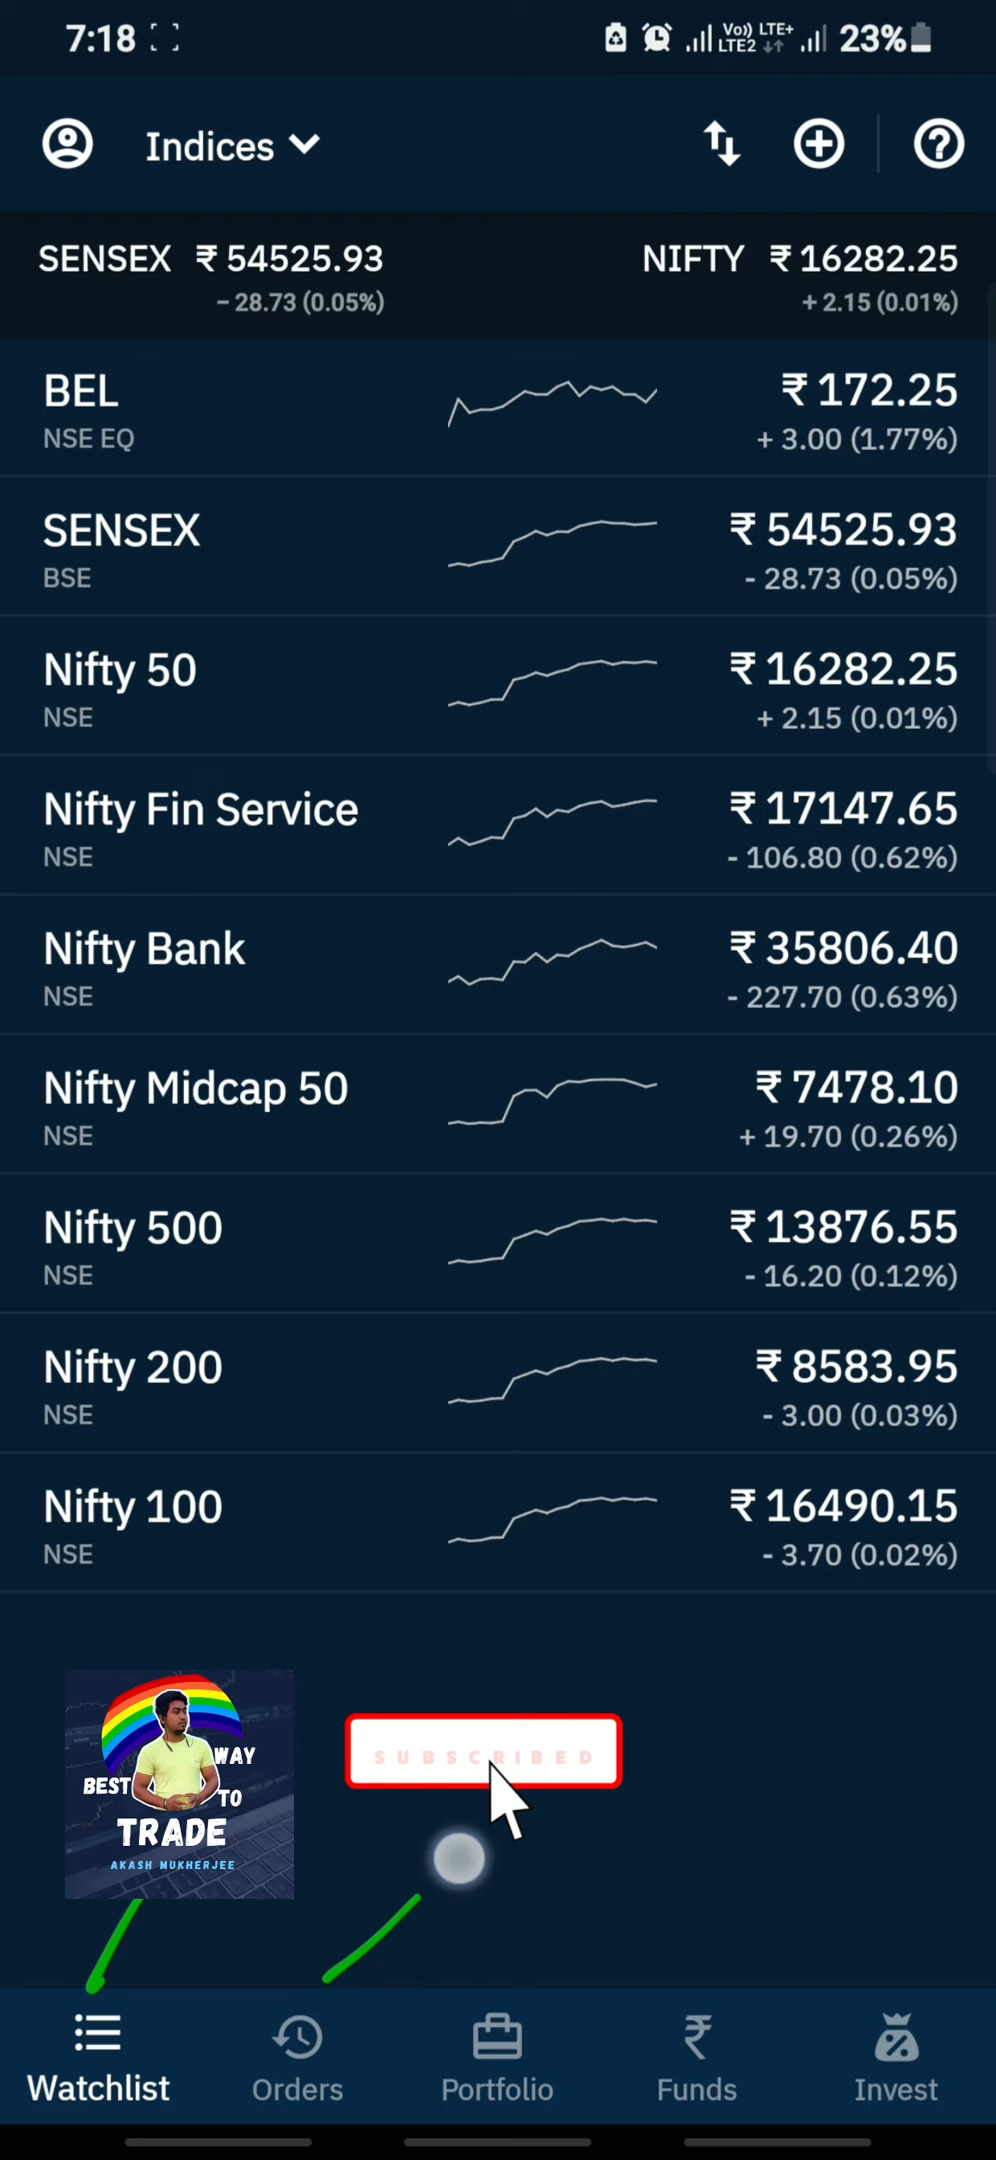 7:18
Vo)) LTE+
LTE2
23%
Indices
SENSEX ₹ 54525.93
− 28.73 (0.05%)
NIFTY ₹ 16282.25
+ 2.15 (0.01%)
BEL ₹ 172.25
NSE EQ + 3.00 (1.77%)
SENSEX ₹ 54525.93
BSE - 28.73 (0.05%)
Nifty 50 ₹ 16282.25
NSE + 2.15 (0.01%)
Nifty Fin Service ₹ 17147.65
NSE - 106.80 (0.62%)
Nifty Bank ₹ 35806.40
NSE - 227.70 (0.63%)
Nifty Midcap 50 ₹ 7478.10
NSE + 19.70 (0.26%)
Nifty 500 ₹ 13876.55
NSE - 16.20 (0.12%)
Nifty 200 ₹ 8583.95
NSE - 3.00 (0.03%)
Nifty 100 ₹ 16490.15
NSE - 3.70 (0.02%)
BEST WAY
TO
TRADE
AKASH MUKHERJEE
SUBSCRIBED
Watchlist
Orders
Portfolio
Funds
Invest